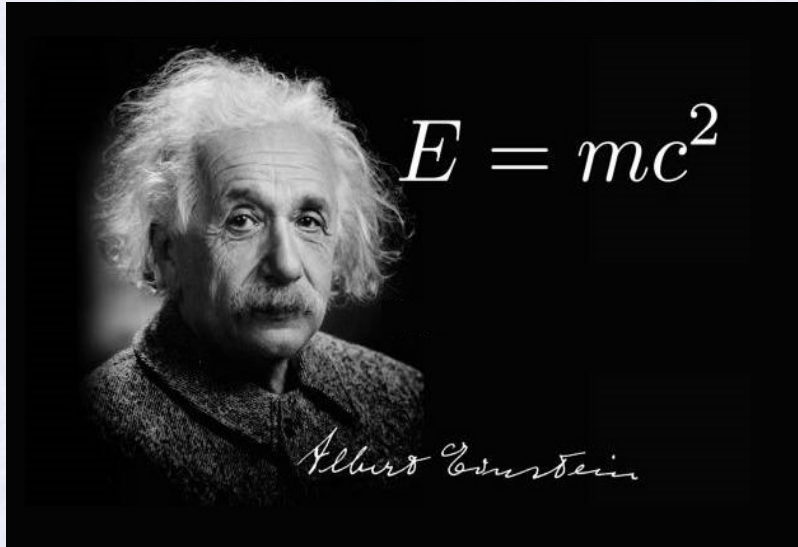 E = mc²
Albert Einstein